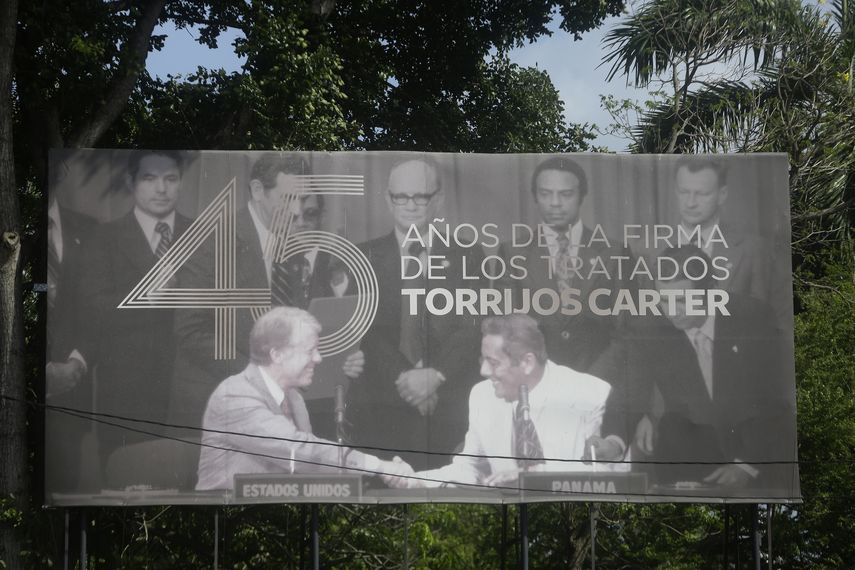 45
AÑOS DE LA FIRMA
DE LOS TRATADOS
TORRIJOS CARTER
ESTADOS UNIDOS
PANAMA